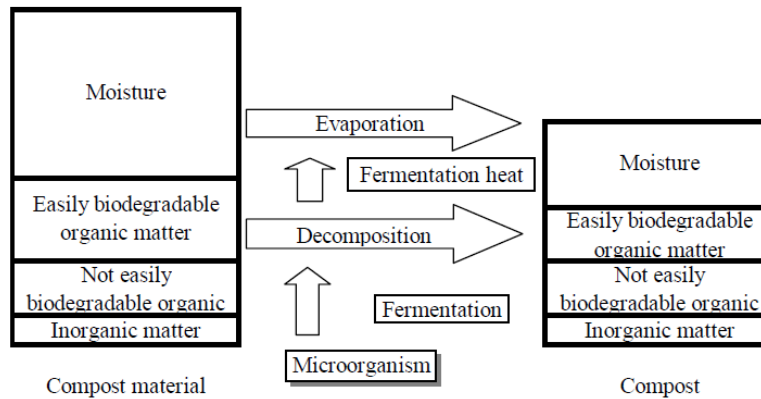 Moisture
Easily biodegradable
organic matter
Not easily
biodegradable organic
Inorganic matter
Compost material
Evaporation
Fermentation heat
Decomposition
Fermentation
Microorganism
Moisture
Easily biodegradable
organic matter
Not easily
biodegradable organic
Inorganic matter
Compost